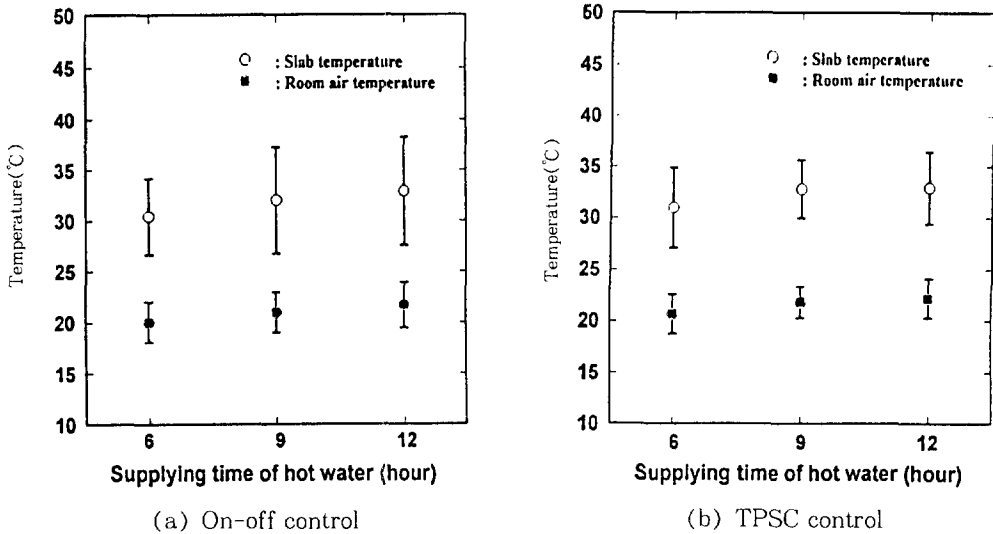 50
45
40
35
30
25
20
15
10
Temperature(℃)
: Slab temperature
: Room air temperature
6 9 12
Supplying time of hot water (hour)
(a) On-off control
50
45
40
35
30
25
20
15
10
Temperature(℃)
: Slab temperature
: Room air temperature
6 9 12
Supplying time of hot water (hour)
(b) TPSC control